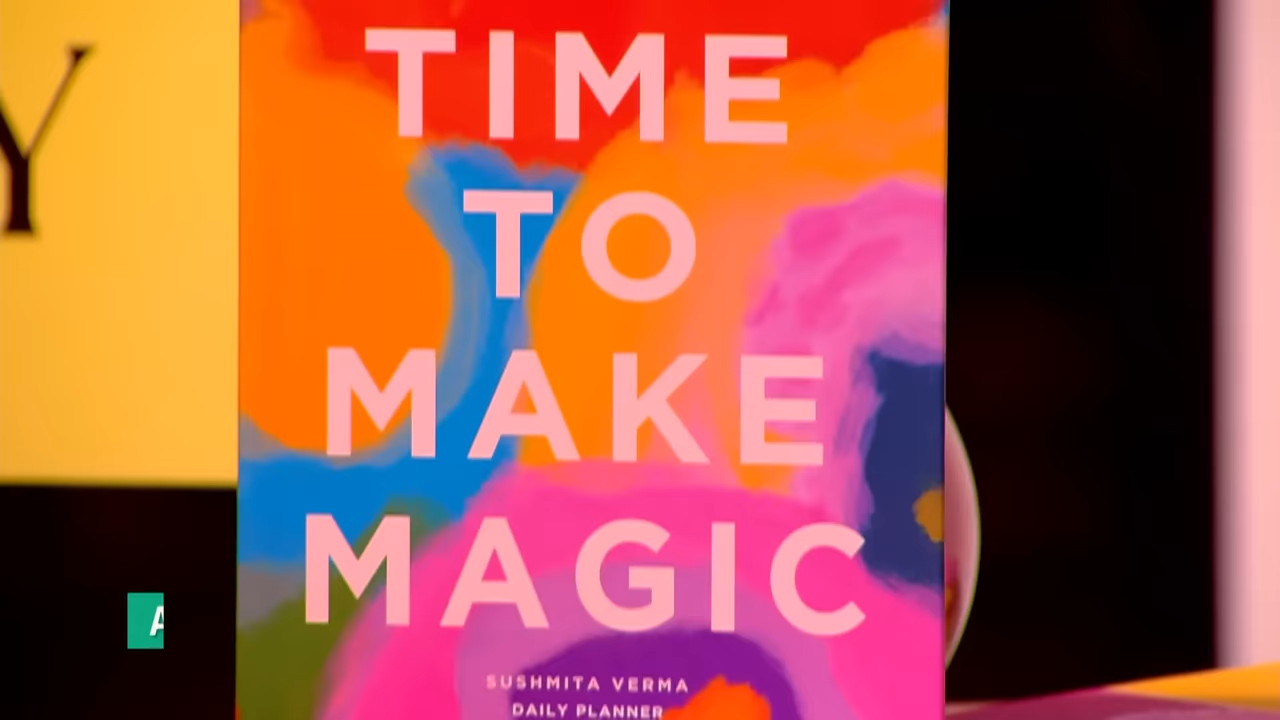 Y
TIME
TO
MAKE
MAGIC
A
SUSHMITA VERMA
DAILY PLANNER